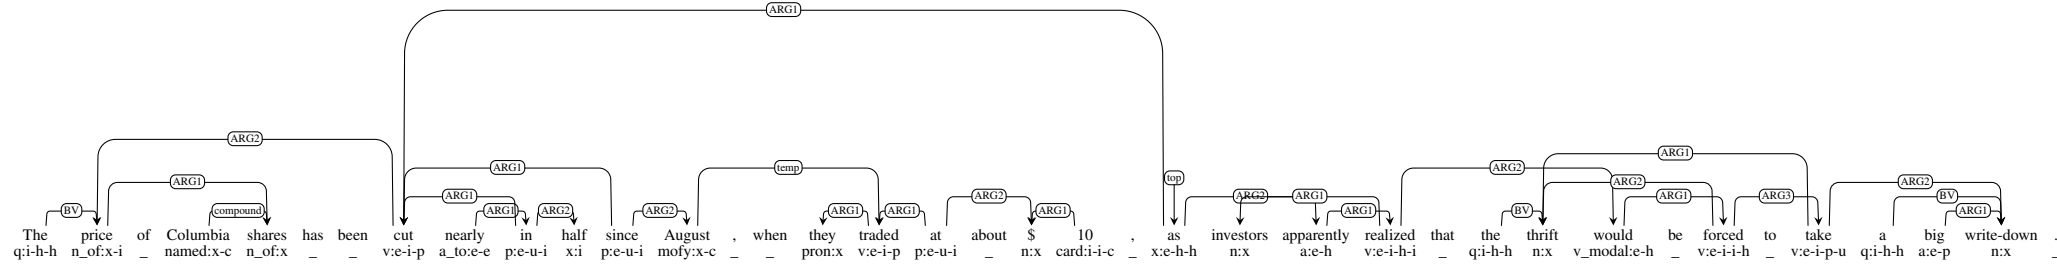 ARG1
ARG2
ARG1 temp ARG1
top ARG2
ARG1 ARG2
ARG1 ARG2 ARG1 ARG1 ARG3 BV
BV compound ARG1 ARG2 ARG2 ARG1 ARG1 ARG2 ARG1 ARG1 BV ARG1
The price of Columbia shares has been cut nearly in half since August , when they traded at about $ 10 , as investors apparently realized that the thrift would be forced to take a big write-down .
q:i-h-h n_of:x-i _ named:x-c n_of:x _ _ v:e-i-p a_to:e-e p:e-u-i x:i p:e-u-i mofy:x-c _ _ pron:x v:e-i-p p:e-u-i _ n:x card:i-i-c _ x:e-h-h n:x a:e-h v:e-i-h-i _ q:i-h-h n:x v_modal:e-h _ v:e-i-i-h _ v:e-i-p-u q:i-h-h a:e-p n:x _